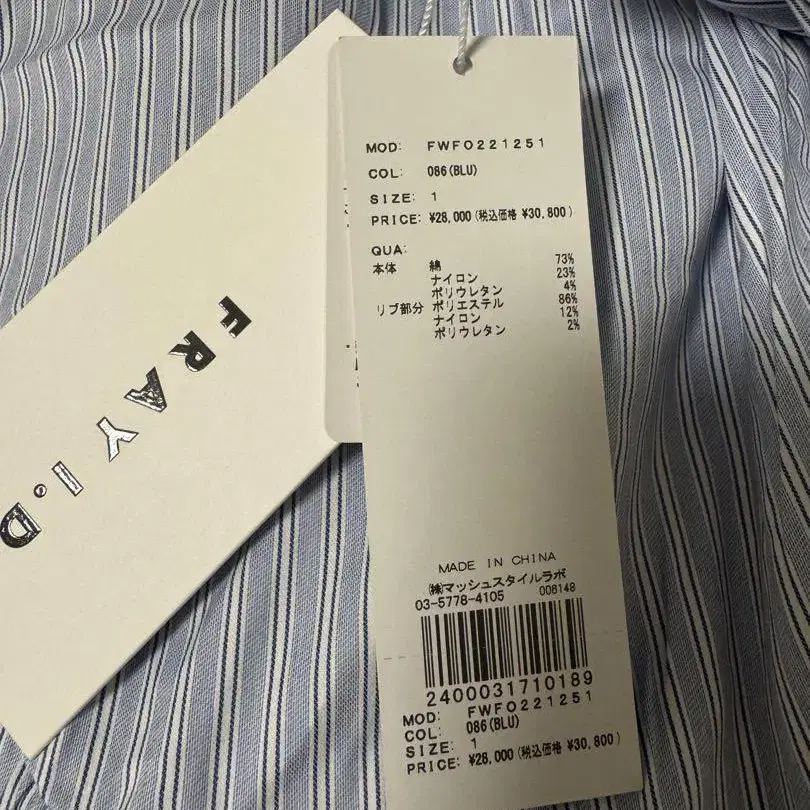 FRAY I.D
MOD: FWFO221251
COL: 086(BLU)
SIZE: 1
PRICE: ¥28,000(税込価格 ¥30,800)
QUA:
本体 綿 73%
ナイロン 23%
ポリウレタン 4%
リブ部分 ポリエステル 86%
ナイロン 12%
ポリウレタン 2%
MADE IN CHINA
㈱マッシュスタイルラボ
03-5778-4105 006148
2400031710189
MOD: FWFO221251
COL: 086(BLU)
SIZE: 1
PRICE: ¥28,000(税込価格 ¥30,800)